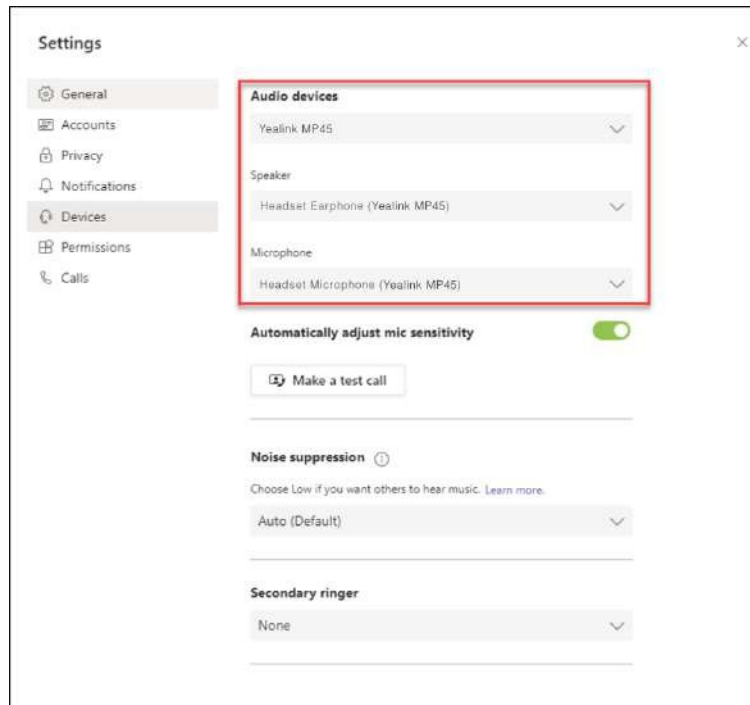 Settings
General
Accounts
Privacy
Notifications
Devices
Permissions
Calls
Audio devices
Yealink MP45
Speaker
Headset Earphone (Yealink MP45)
Microphone
Headset Microphone (Yealink MP45)
Automatically adjust mic sensitivity
Make a test call
Noise suppression
Choose Low if you want others to hear music. Learn more.
Auto (Default)
Secondary ringer
None